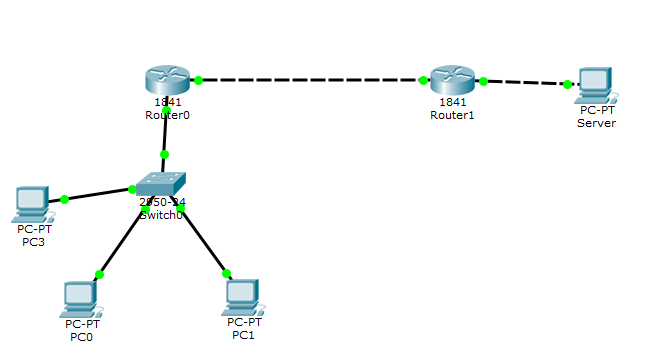 1841
Router0
1841
Router1
PC-PT
Server
2950-24
Switch0
PC-PT
PC3
PC-PT
PC0
PC-PT
PC1